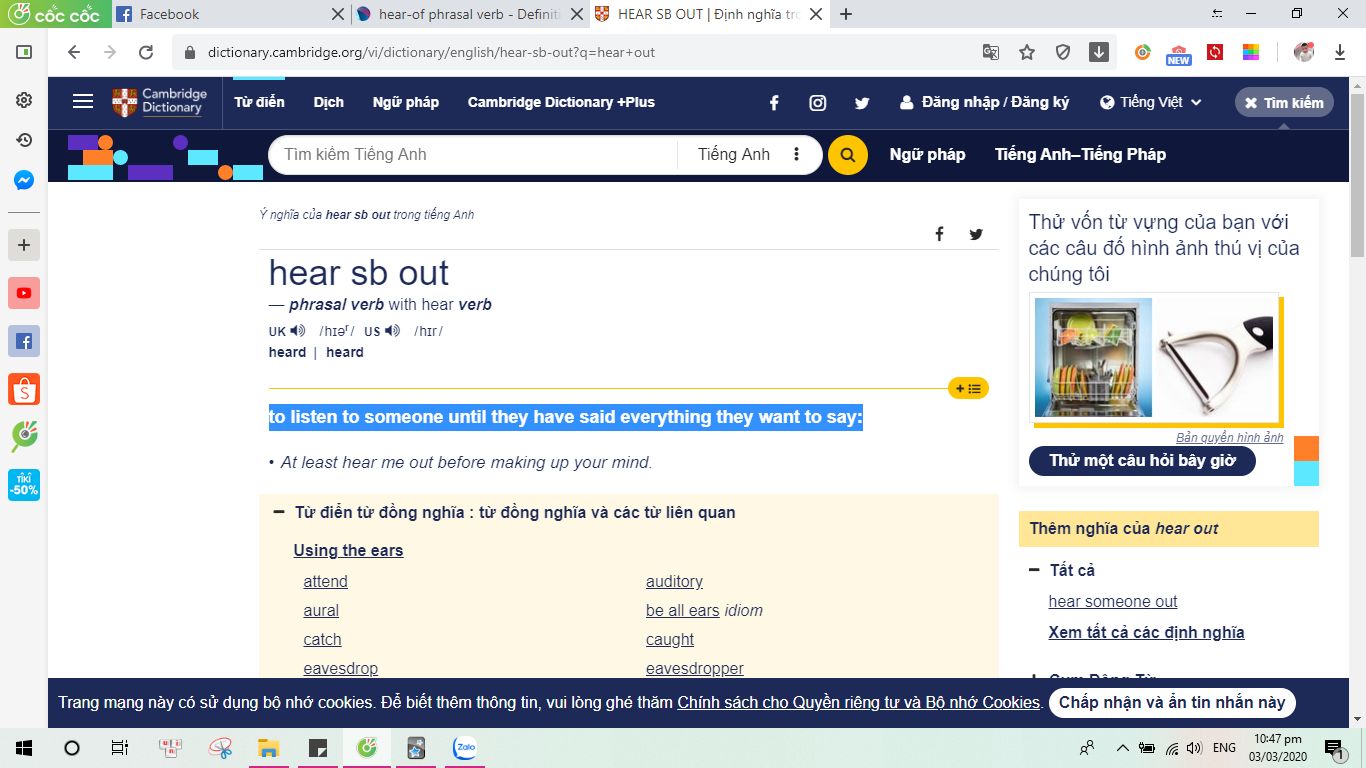 cốc cốc
Facebook
hear-of phrasal verb - Definiti
HEAR SB OUT | Định nghĩa tro
dictionary.cambridge.org/vi/dictionary/english/hear-sb-out?q=hear+out
NEW
Cambridge
Dictionary
Từ điển Dịch Ngữ pháp Cambridge Dictionary +Plus
Đăng nhập / Đăng ký
Tiếng Việt
Tìm kiếm
Tìm kiếm Tiếng Anh
Tiếng Anh
Ngữ pháp Tiếng Anh–Tiếng Pháp
Ý nghĩa của hear sb out trong tiếng Anh
hear sb out
— phrasal verb with hear verb
UK /hɪəʳ/ US /hɪr/
heard | heard
to listen to someone until they have said everything they want to say:
• At least hear me out before making up your mind.
Từ điển từ đồng nghĩa : từ đồng nghĩa và các từ liên quan
Using the ears
attend auditory
aural be all ears idiom
catch caught
eavesdrop eavesdropper
Thử vốn từ vựng của bạn với
các câu đố hình ảnh thú vị của
chúng tôi
Bản quyền hình ảnh
Thử một câu hỏi bây giờ
Thêm nghĩa của hear out
Tất cả
hear someone out
Xem tất cả các định nghĩa
Cụm Động Từ
TIKI
-50%
Trang mạng này có sử dụng bộ nhớ cookies. Để biết thêm thông tin, vui lòng ghé thăm Chính sách cho Quyền riêng tư và Bộ nhớ Cookies. Chấp nhận và ẩn tin nhắn này
Zalo
ENG
10:47 pm
03/03/2020
1